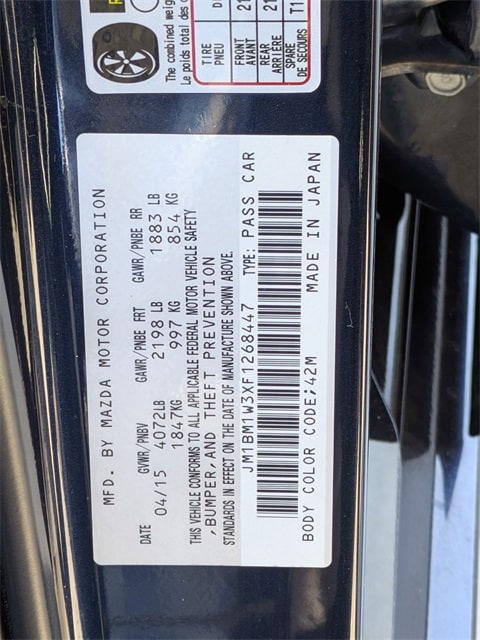 The combined weig
Le poids total des o
TIRE
PNEU
FRONT
AVANT
21
REAR
ARRIÈRE
21
SPARE
DE SECOURS
T1
MFD. BY MAZDA MOTOR CORPORATION
DATE GVWR/PNBV GAWR/PNBE FRT GAWR/PNBE RR
04/15 4072LB 2198 LB 1883 LB
1847KG 997 KG 854 KG
THIS VEHICLE CONFORMS TO ALL APPLICABLE FEDERAL MOTOR VEHICLE SAFETY
,BUMPER,AND THEFT PREVENTION
STANDARDS IN EFFECT ON THE DATE OF MANUFACTURE SHOWN ABOVE.
JM1BM1W3XF1268447 TYPE: PASS CAR
BODY COLOR CODE;42M MADE IN JAPAN